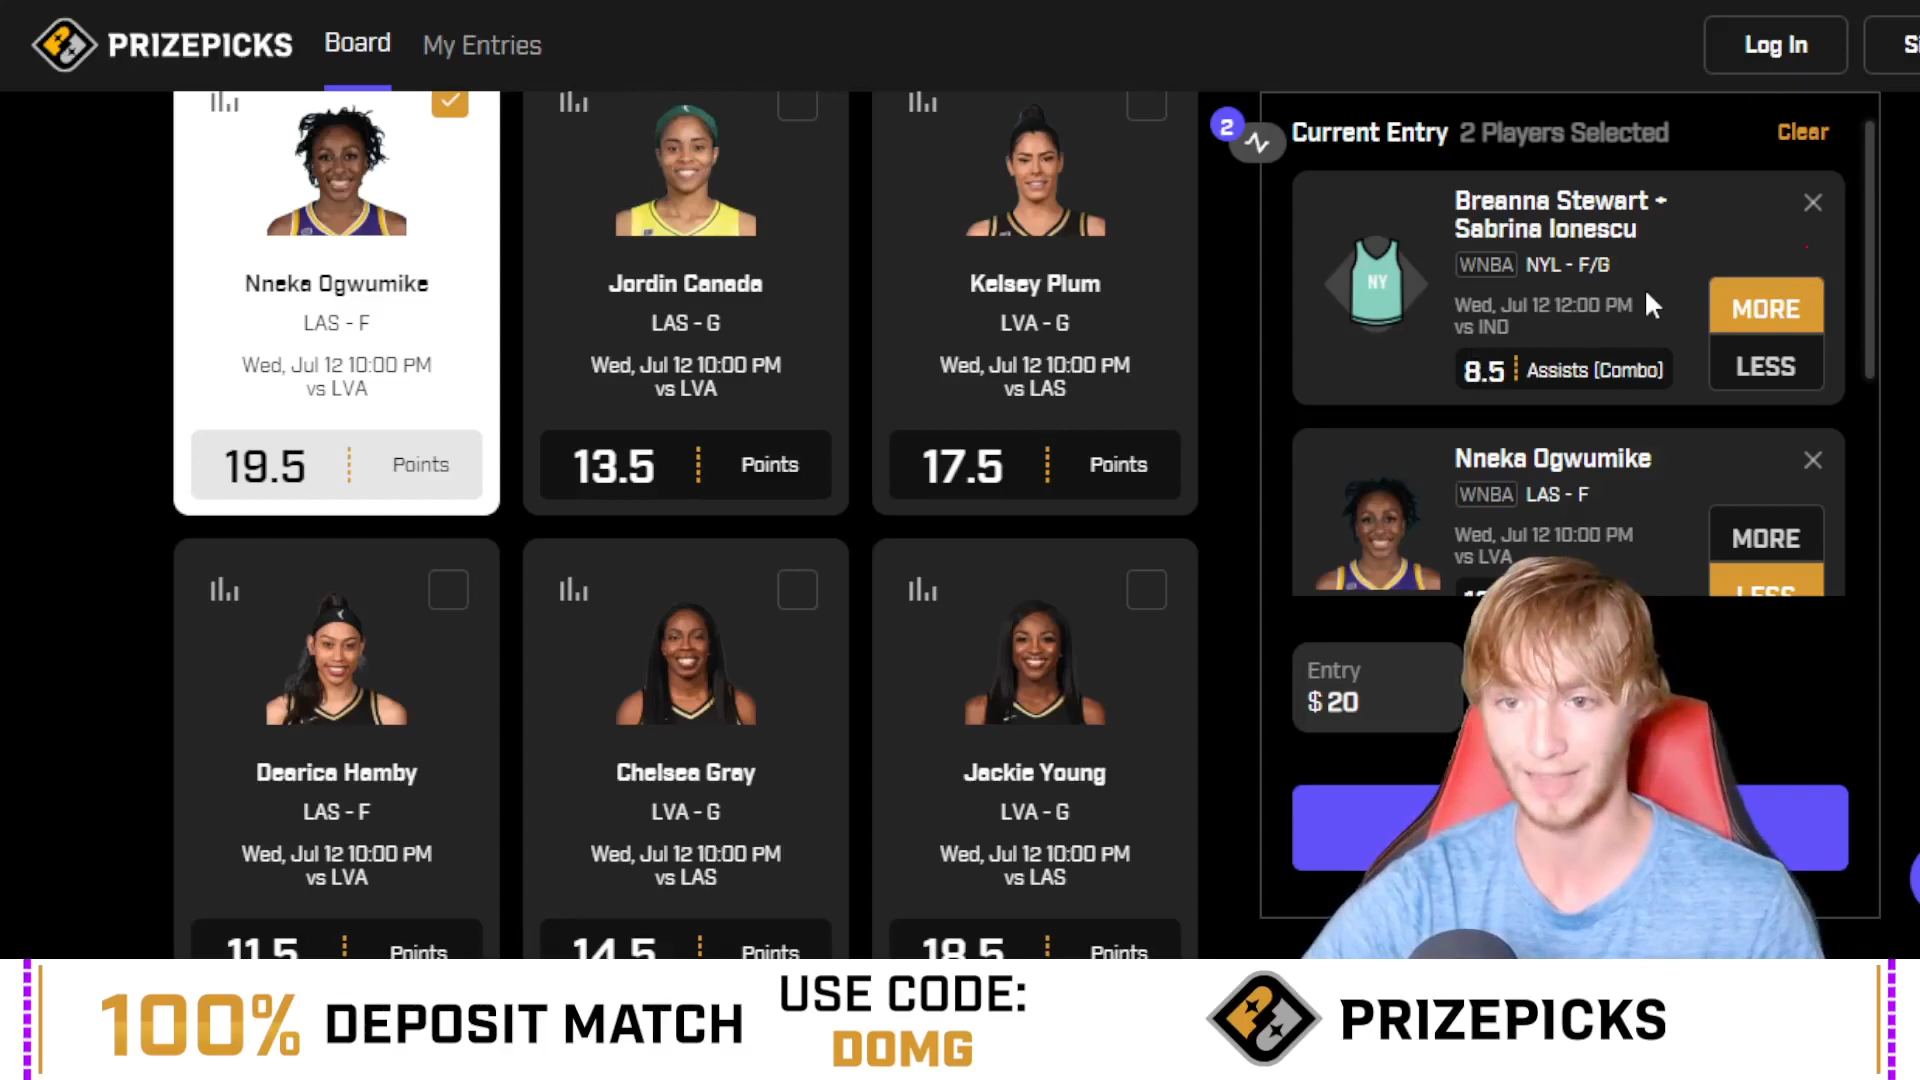 PRIZEPICKS
Board
My Entries
Log In
Nneka Ogwumike
LAS - F
Wed, Jul 12 10:00 PM
vs LVA
19.5
Points
Jordin Canada
LAS - G
Wed, Jul 12 10:00 PM
vs LVA
13.5
Points
Kelsey Plum
LVA - G
Wed, Jul 12 10:00 PM
vs LAS
17.5
Points
Dearica Hamby
LAS - F
Wed, Jul 12 10:00 PM
vs LVA
11.5
Points
Chelsea Gray
LVA - G
Wed, Jul 12 10:00 PM
vs LAS
14.5
Points
Jackie Young
LVA - G
Wed, Jul 12 10:00 PM
vs LAS
18.5
Points
2
Current Entry 2 Players Selected
Clear
Breanna Stewart +
Sabrina Ionescu
WNBA NYL - F/G
Wed, Jul 12 12:00 PM
vs IND
8.5 Assists (Combo)
NY
MORE
LESS
Nneka Ogwumike
WNBA LAS - F
Wed, Jul 12 10:00 PM
vs LVA
MORE
LESS
Entry
$ 20
100% DEPOSIT MATCH
USE CODE:
DOMG
PRIZEPICKS